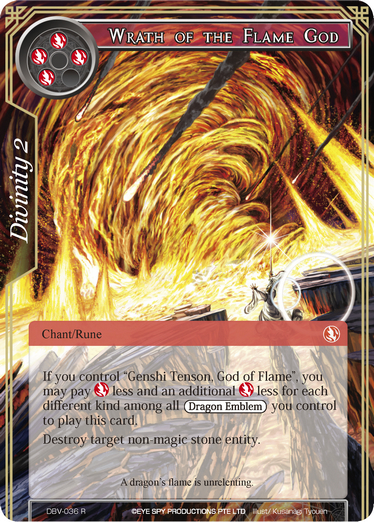 Wrath of the Flame God
Divinity 2
Chant/Rune
If you control "Genshi Tenson, God of Flame", you
may pay less and an additional less for each
different kind among all Dragon Emblem you control
to play this card.
Destroy target non-magic stone entity.
A dragon's flame is unrelenting.
DBV-036 R ©EYE SPY PRODUCTIONS PTE LTD Illust/ Kusanagi Tyouen